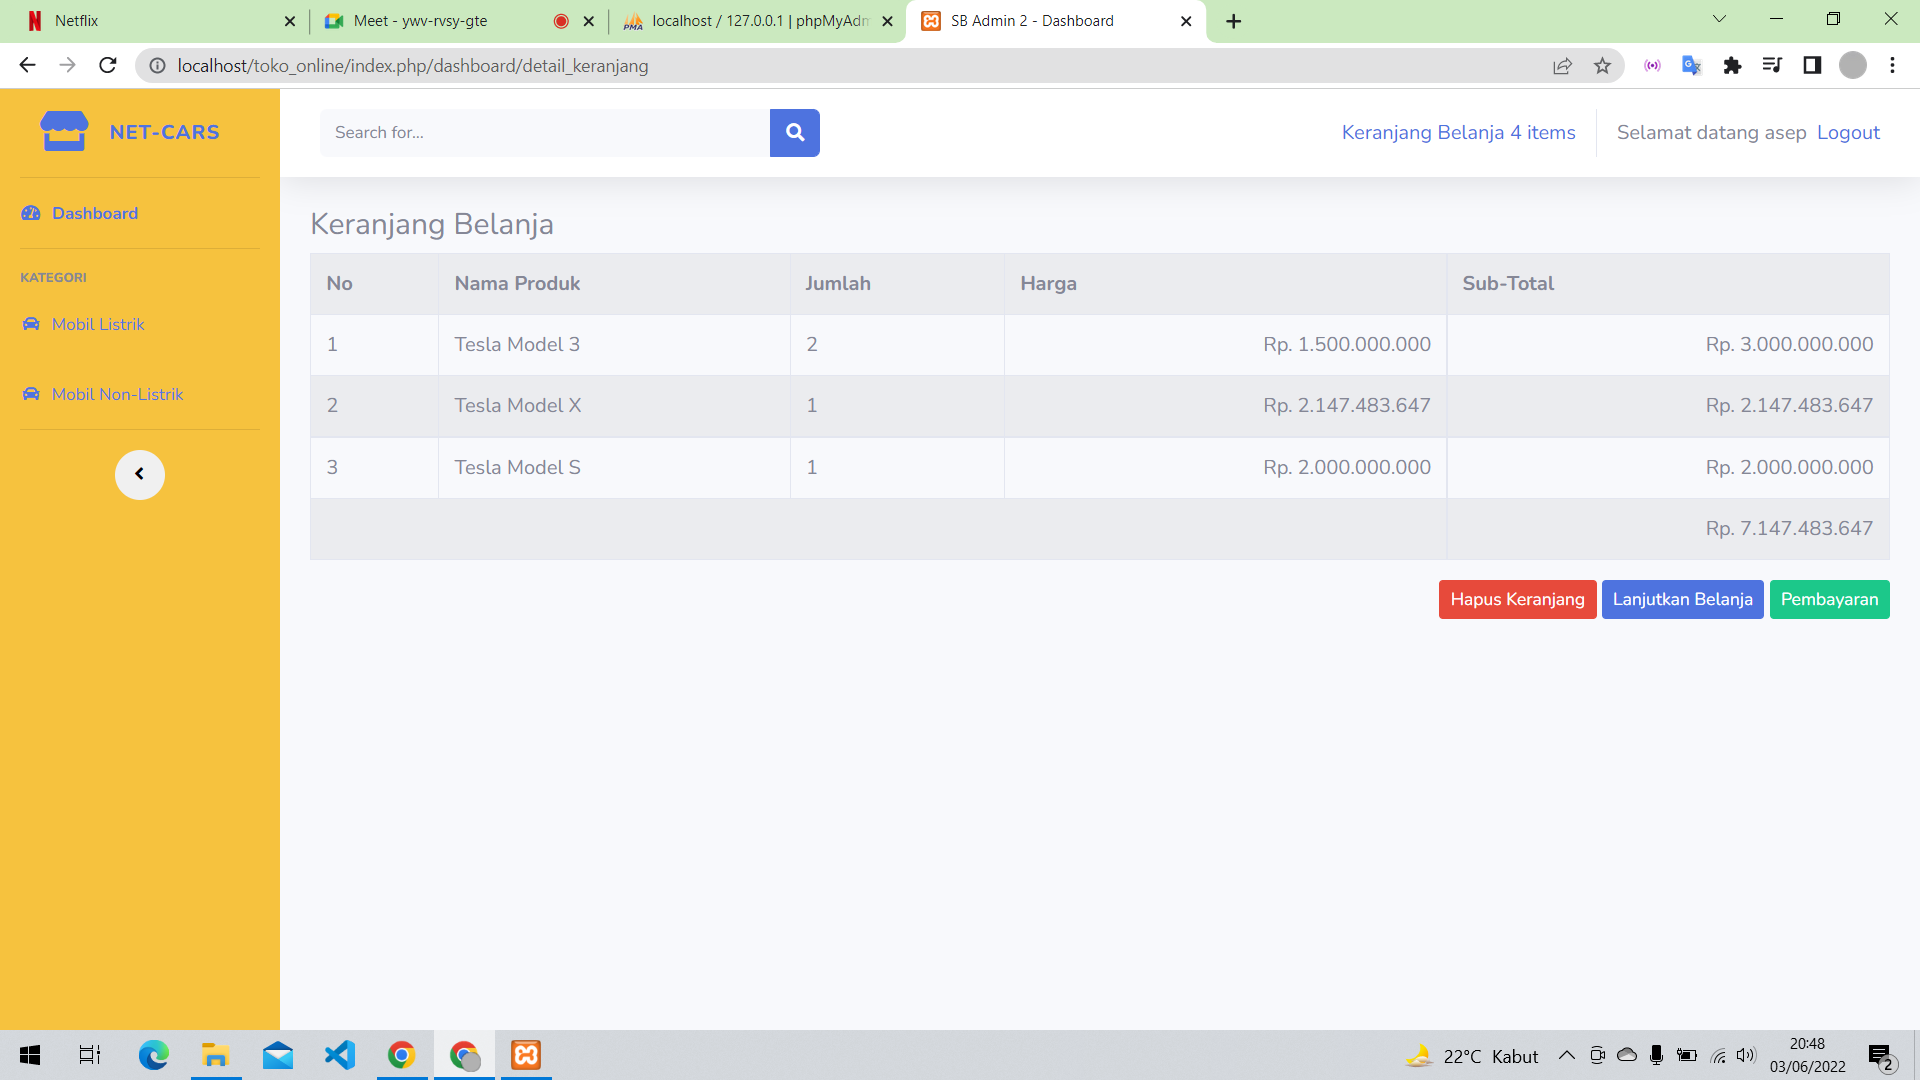 Netflix
Meet - ywv-rvsy-gte
localhost / 127.0.0.1 | phpMyAdm
SB Admin 2 - Dashboard
localhost/toko_online/index.php/dashboard/detail_keranjang
NET-CARS
Search for...
Keranjang Belanja 4 items
Selamat datang asep Logout
Dashboard
KATEGORI
Mobil Listrik
Mobil Non-Listrik
Keranjang Belanja
No Nama Produk Jumlah Harga Sub-Total
1 Tesla Model 3 2 Rp. 1.500.000.000 Rp. 3.000.000.000
2 Tesla Model X 1 Rp. 2.147.483.647 Rp. 2.147.483.647
3 Tesla Model S 1 Rp. 2.000.000.000 Rp. 2.000.000.000
Rp. 7.147.483.647
Hapus Keranjang Lanjutkan Belanja Pembayaran
22°C Kabut
20:48
03/06/2022
2